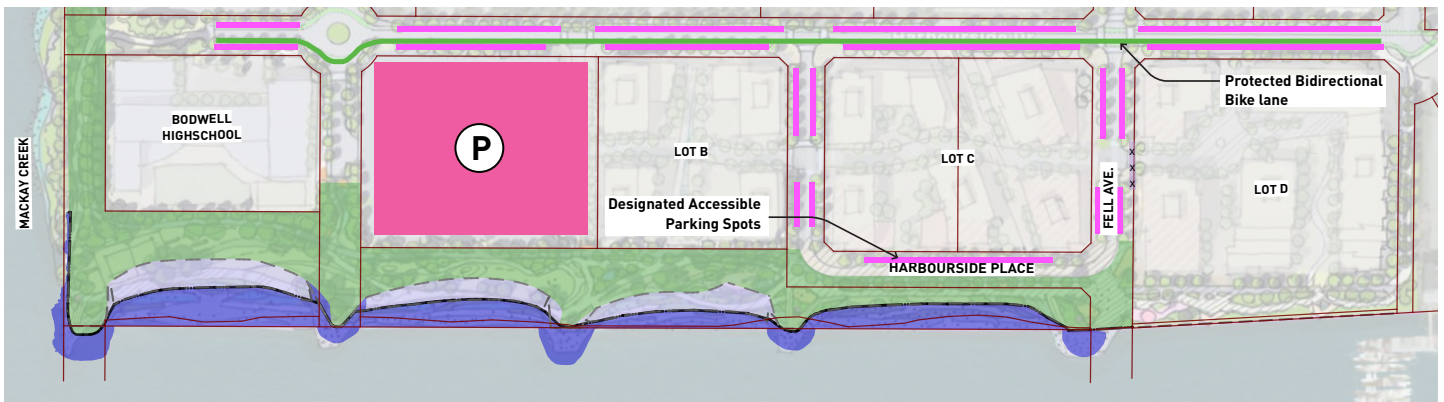 Protected Bidirectional
Bike lane
BODWELL
HIGHSCHOOL
P
LOT B
LOT C
LOT D
MACKAY CREEK
FELL AVE.
x
x
x
Designated Accessible
Parking Spots
HARBOURSIDE PLACE